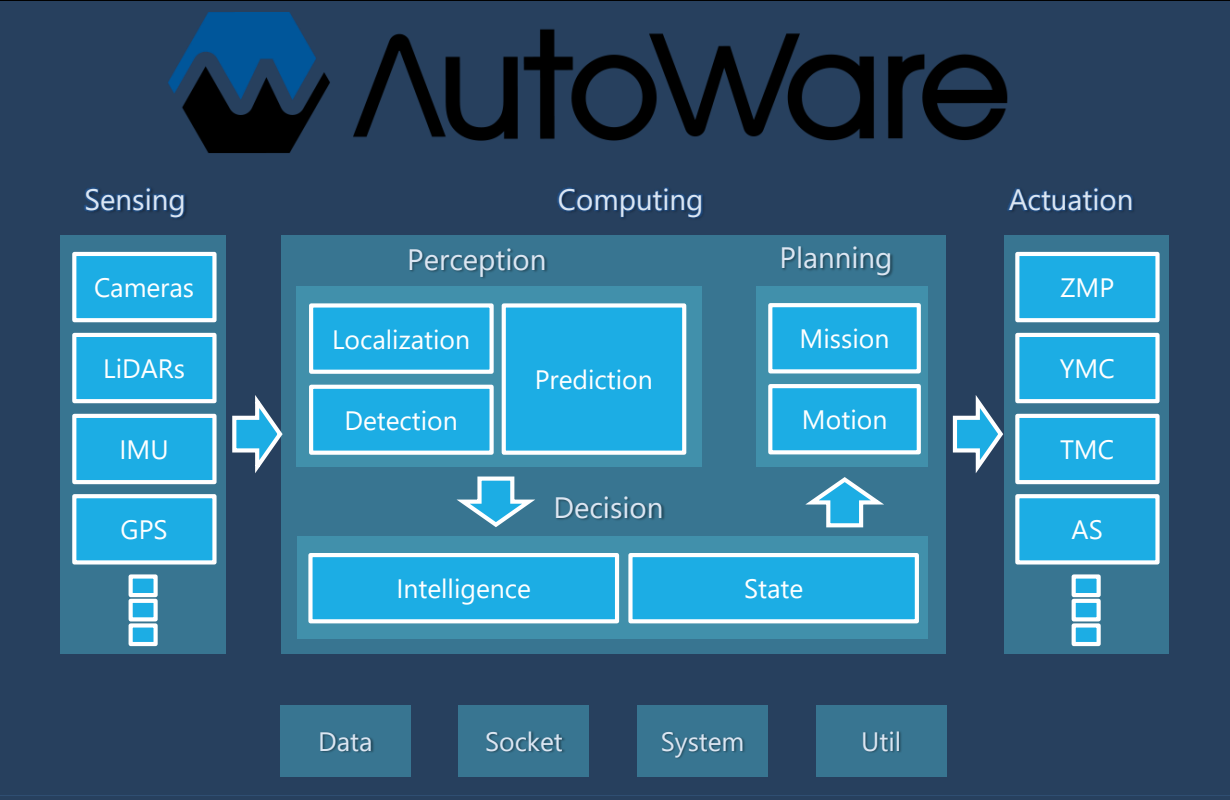 AutoWare
Sensing
Computing
Actuation
Cameras
LiDARs
IMU
GPS
Perception
Localization
Detection
Prediction
Planning
Mission
Motion
Decision
Intelligence
State
ZMP
YMC
TMC
AS
Data
Socket
System
Util